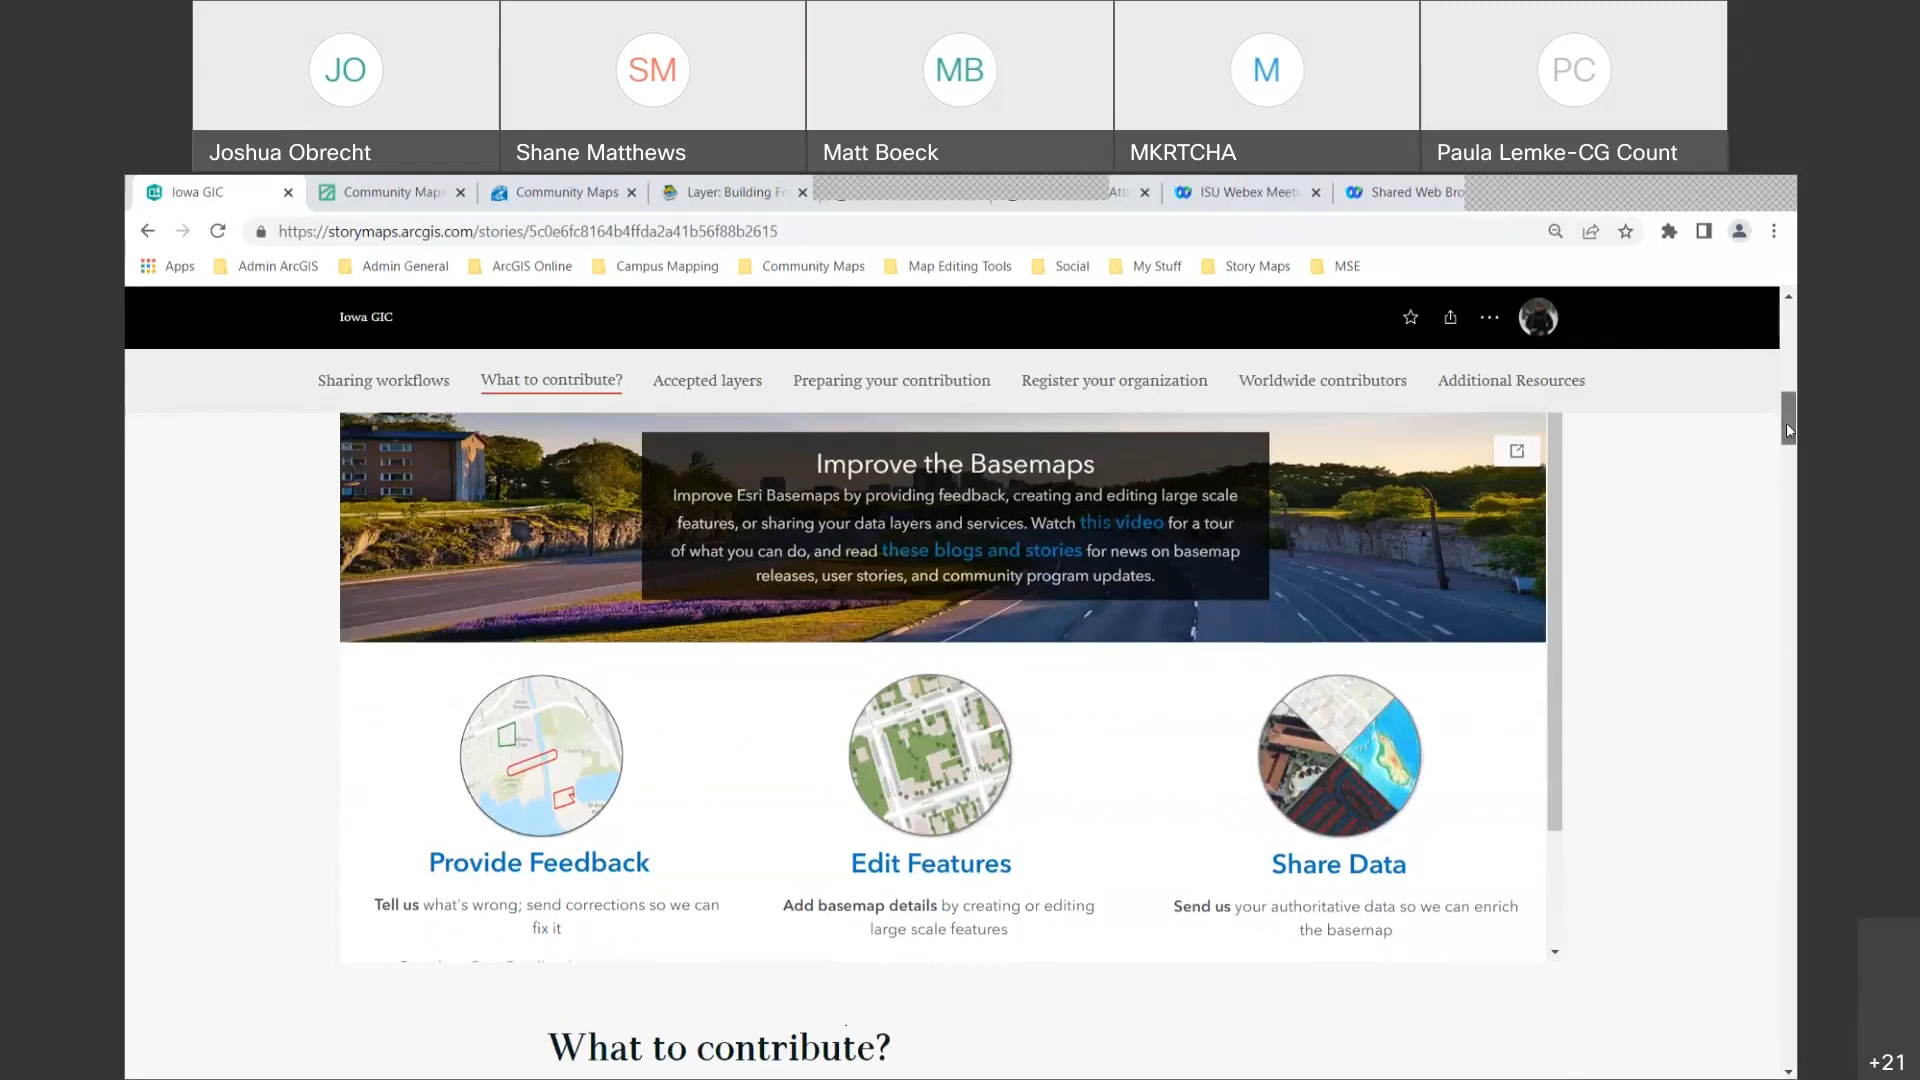 JO
SM
MB
M
PC
Joshua Obrecht
Shane Matthews
Matt Boeck
MKRTCHA
Paula Lemke-CG Count
Iowa GIC
Community Maps
Community Maps
Layer: Building Fo
ISU Webex Meeti
Shared Web Bro
https://storymaps.arcgis.com/stories/5c0e6fc8164b4ffda2a41b56f88b2615
Apps
Admin ArcGIS
Admin General
ArcGIS Online
Campus Mapping
Community Maps
Map Editing Tools
Social
My Stuff
Story Maps
MSE
Iowa GIC
Sharing workflows
What to contribute?
Accepted layers
Preparing your contribution
Register your organization
Worldwide contributors
Additional Resources
Improve the Basemaps
Improve Esri Basemaps by providing feedback, creating and editing large scale
features, or sharing your data layers and services. Watch this video for a tour
of what you can do, and read these blogs and stories for news on basemap
releases, user stories, and community program updates.
Provide Feedback
Tell us what's wrong; send corrections so we can
fix it
Edit Features
Add basemap details by creating or editing
large scale features
Share Data
Send us your authoritative data so we can enrich
the basemap
What to contribute?
+21